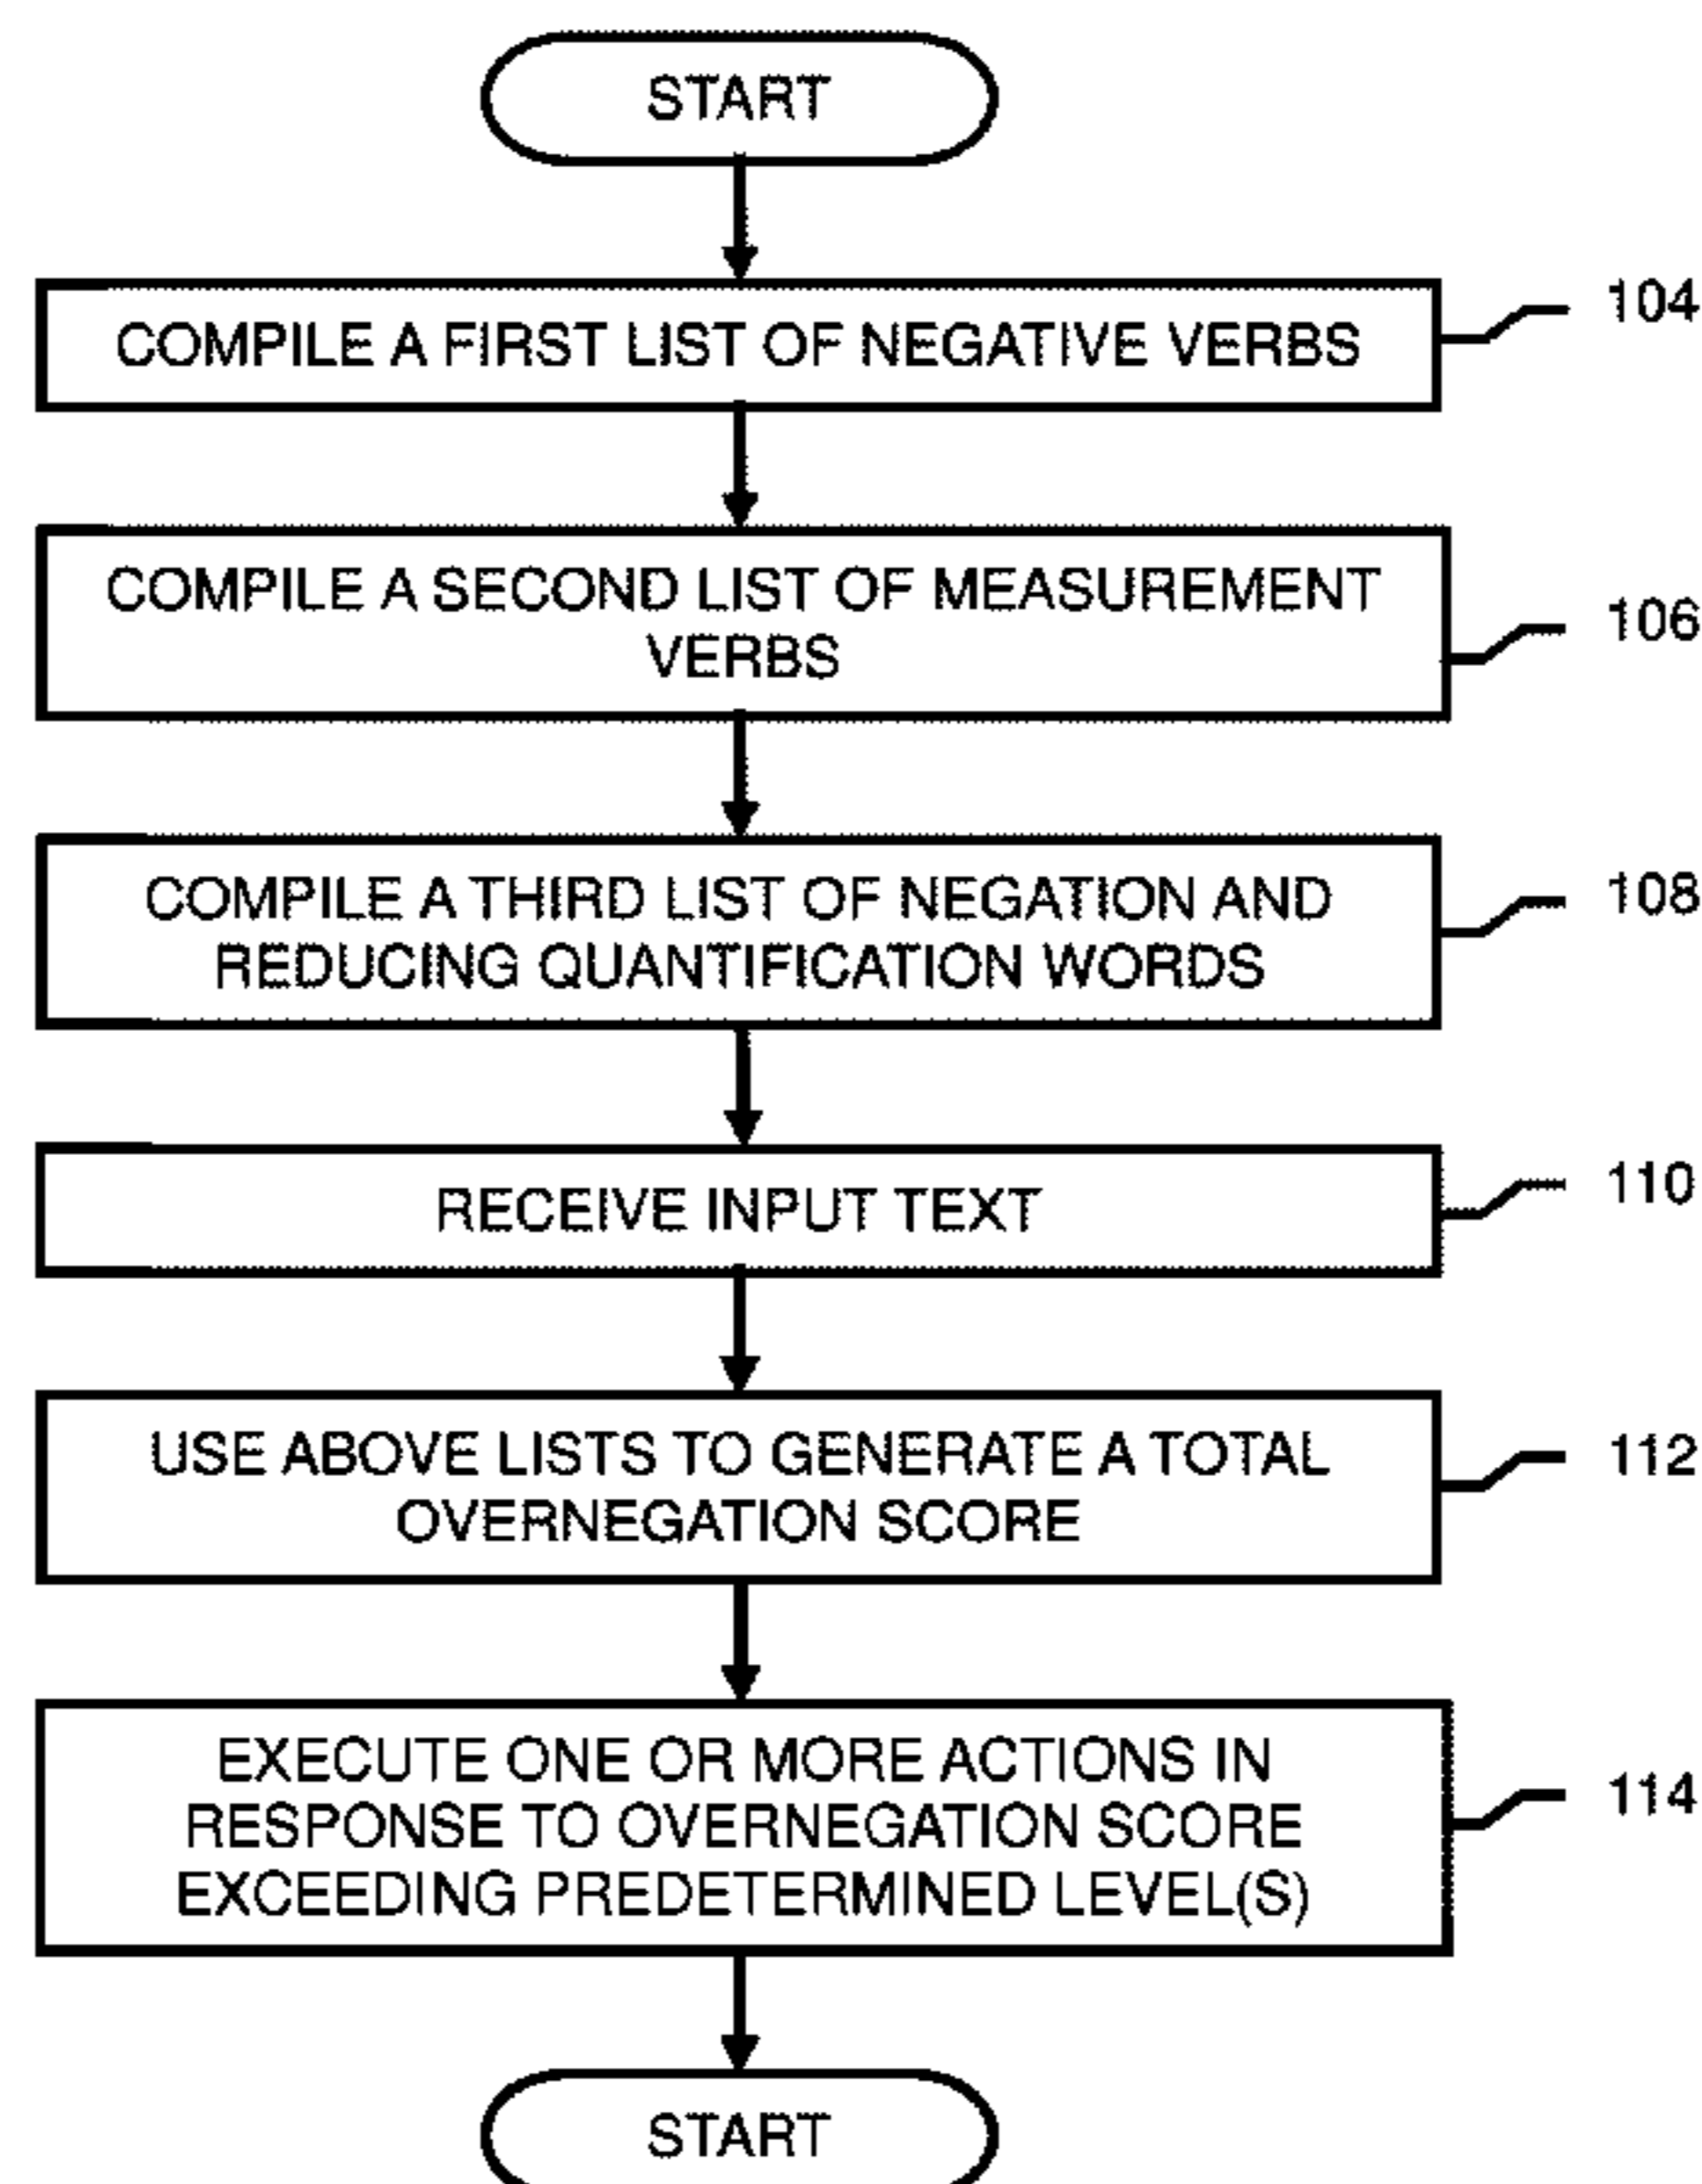 START
COMPILE A FIRST LIST OF NEGATIVE VERBS
104
COMPILE A SECOND LIST OF MEASUREMENT
VERBS
106
COMPILE A THIRD LIST OF NEGATION AND
REDUCING QUANTIFICATION WORDS
108
RECEIVE INPUT TEXT
110
USE ABOVE LISTS TO GENERATE A TOTAL
OVERNEGATION SCORE
112
EXECUTE ONE OR MORE ACTIONS IN
RESPONSE TO OVERNEGATION SCORE
EXCEEDING PREDETERMINED LEVEL(S)
114
START